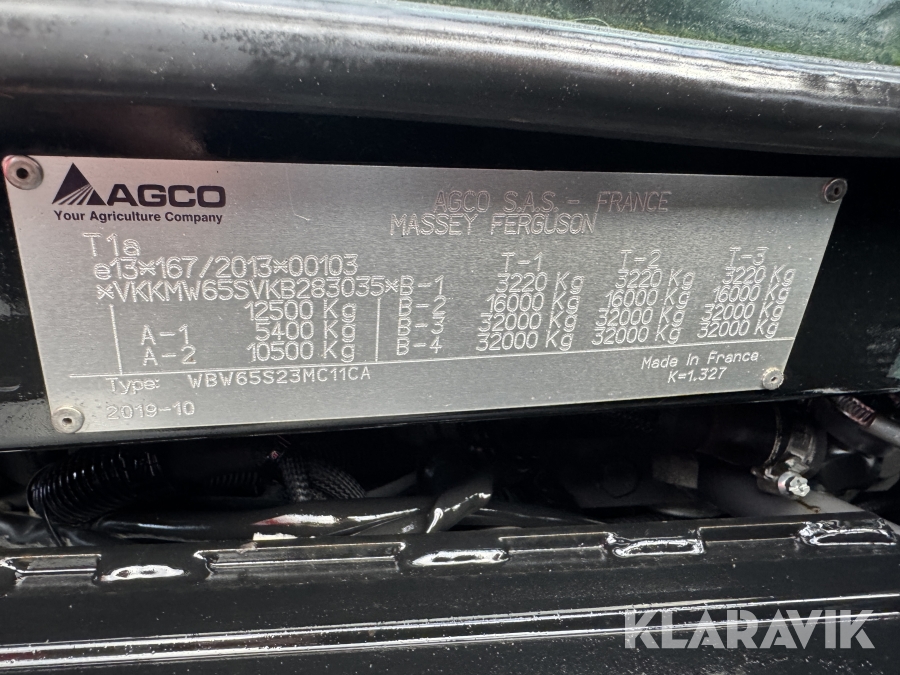 AGCO
Your Agriculture Company
AGCO S.A.S. - FRANCE
MASSEY FERGUSON
T1a
e13*167/2013*00103
*VKKMW65SVKB283035*
12500 Kg
A-1 5400 Kg
A-2 10500 Kg
T-1 T-2 T-3
B-1 3220 Kg 3220 Kg 3220 Kg
B-2 16000 Kg 16000 Kg 16000 Kg
B-3 32000 Kg 32000 Kg 32000 Kg
B-4 32000 Kg 32000 Kg 32000 Kg
Type: WBW65S23MC11CA
2019-10
Made in France
K=1.327
KLARAVIK